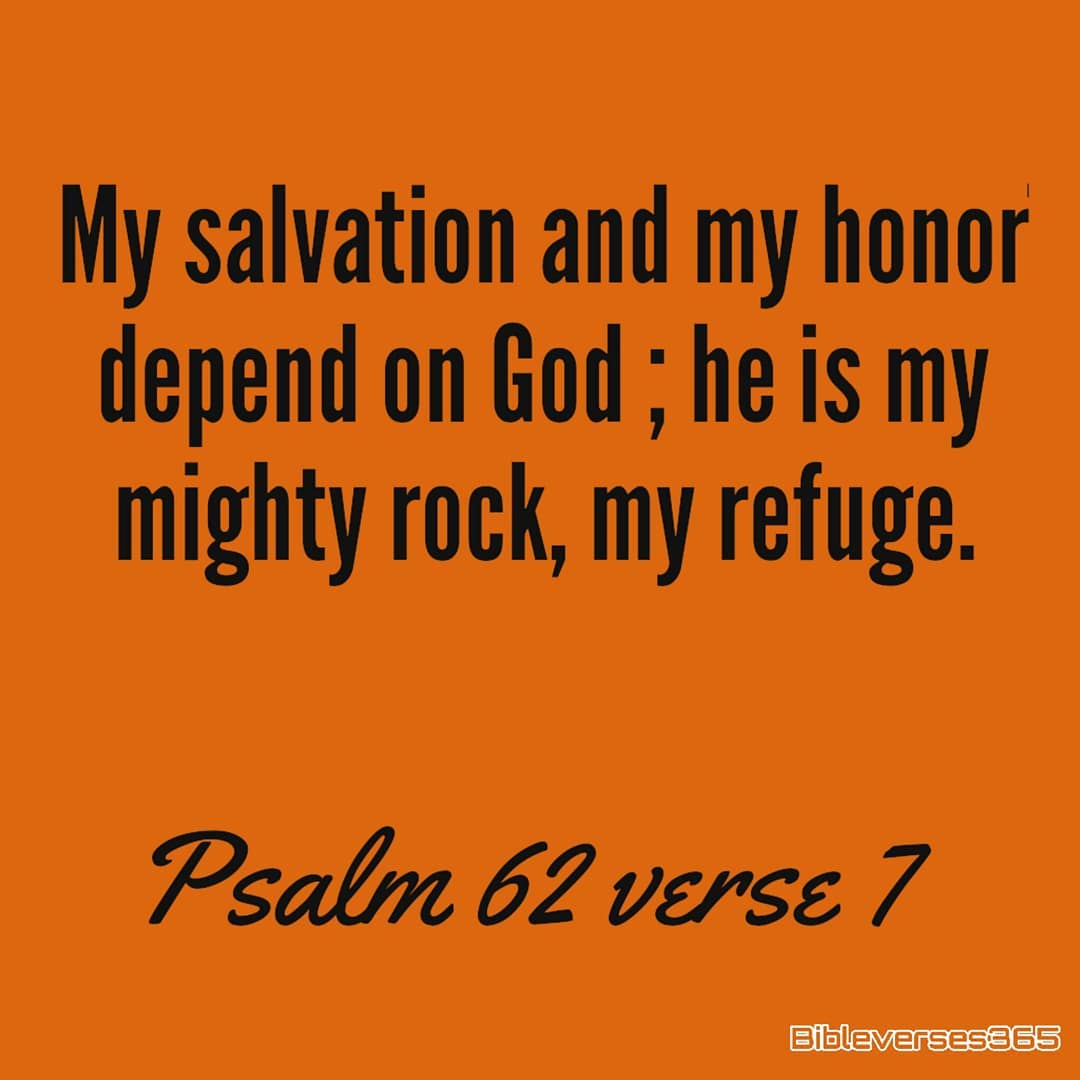 My salvation and my honor
depend on God ; he is my
mighty rock, my refuge.
Psalm 62 verse 7
Bibleverses365